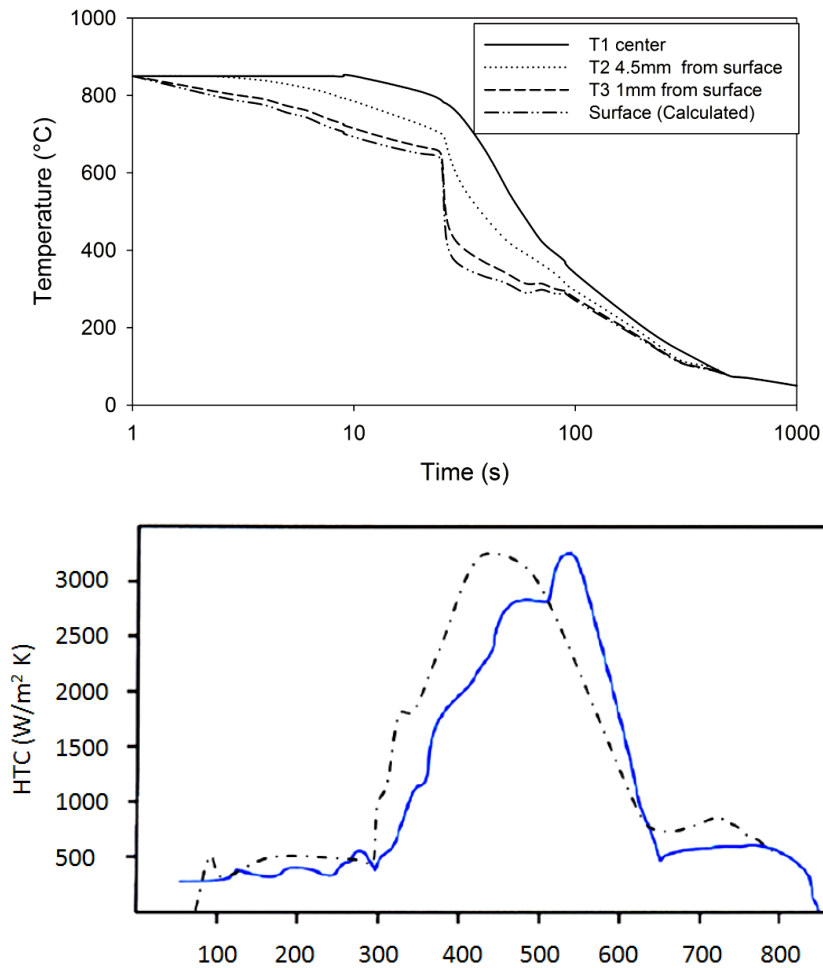 1000
800
600
400
200
0
Temperature (°C)
T1 center
T2 4.5mm  from surface
T3 1mm from surface
Surface (Calculated)
1 10 100 1000
Time (s)
3000
2500
2000
1500
1000
500
HTC (W/m² K)
100 200 300 400 500 600 700 800